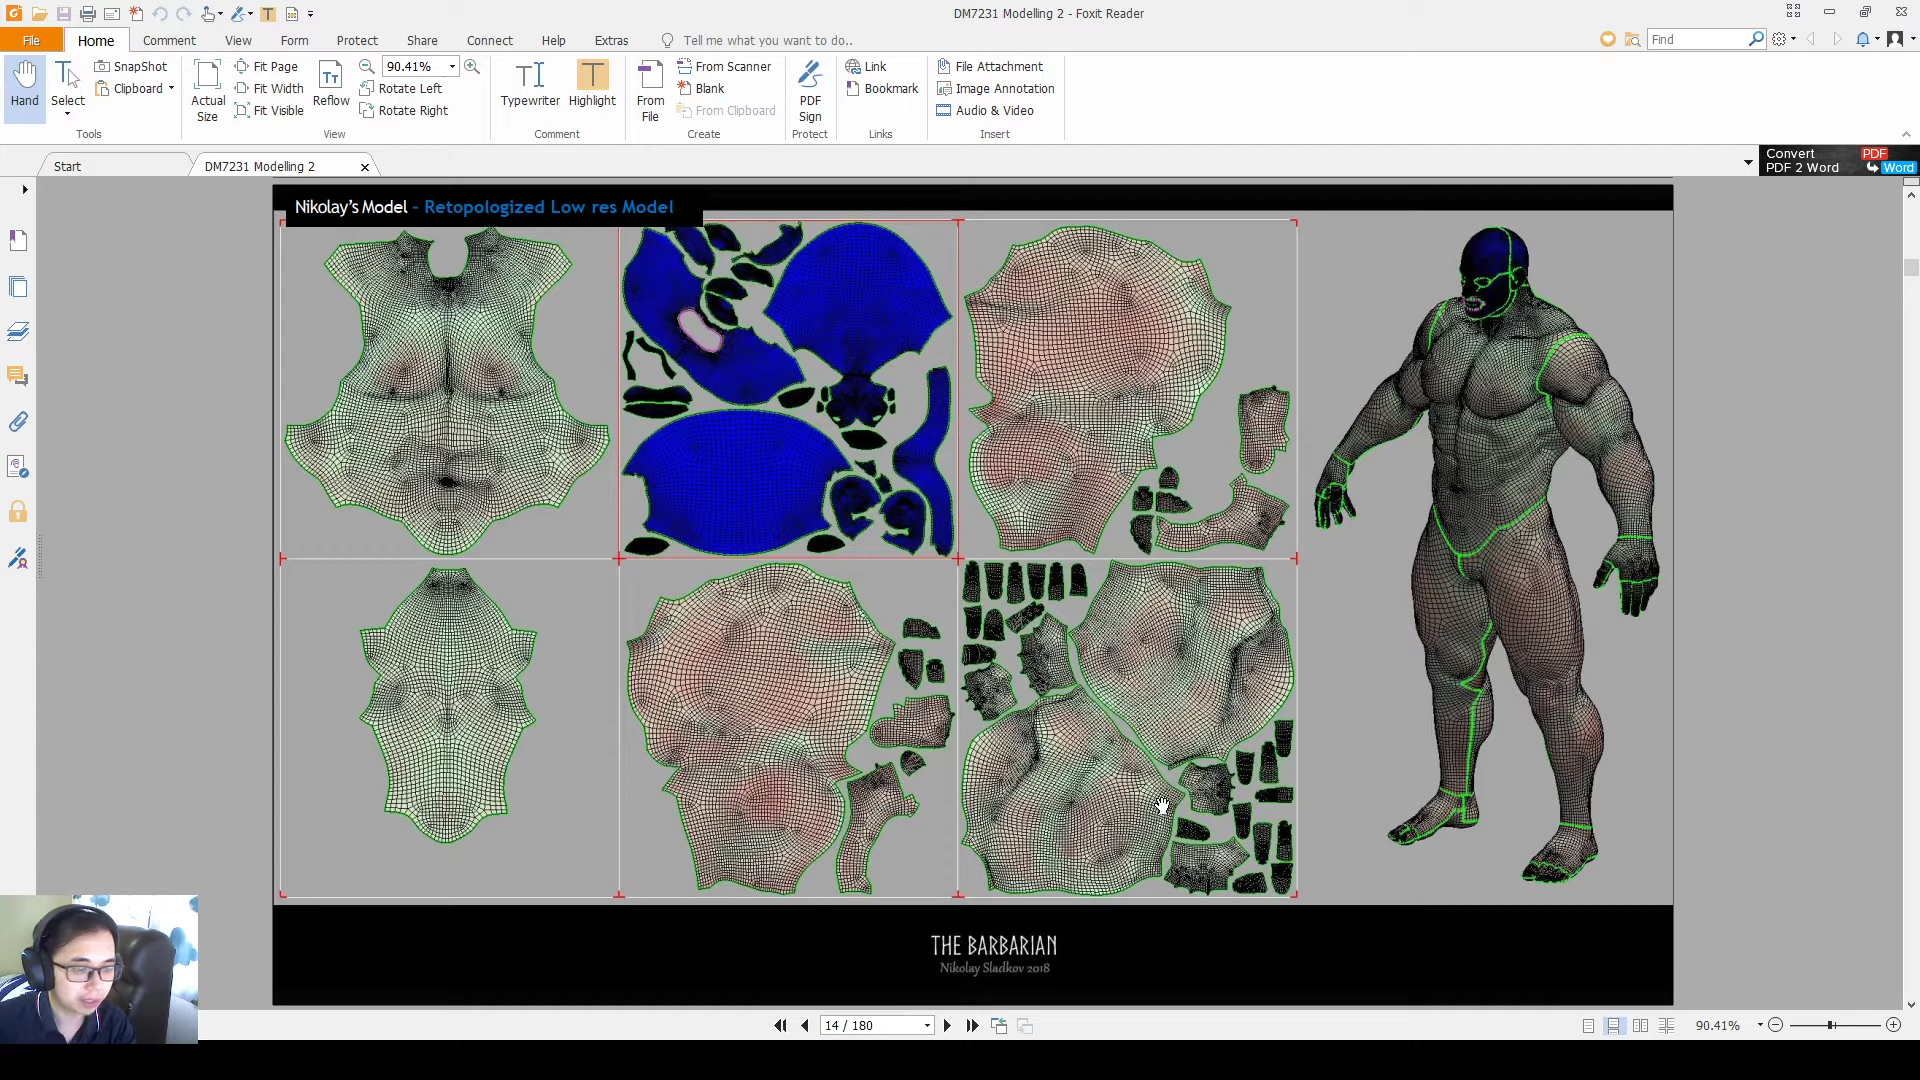 DM7231 Modelling 2 - Foxit Reader
File
Home
Comment
View
Form
Protect
Share
Connect
Help
Extras
Tell me what you want to do..
Find
Hand
Select
SnapShot
Clipboard
Tools
Actual Size
Fit Page
Fit Width
Fit Visible
Reflow
90.41%
Rotate Left
Rotate Right
View
Typewriter
Highlight
Comment
From File
From Scanner
Blank
From Clipboard
Create
PDF Sign
Protect
Link
Bookmark
Links
File Attachment
Image Annotation
Audio & Video
Insert
Start
DM7231 Modelling 2
Convert PDF
PDF 2 Word Word
Nikolay's Model - Retopologized Low res Model
THE BARBARIAN
Nikolay Sladkov 2018
14 / 180
90.41%